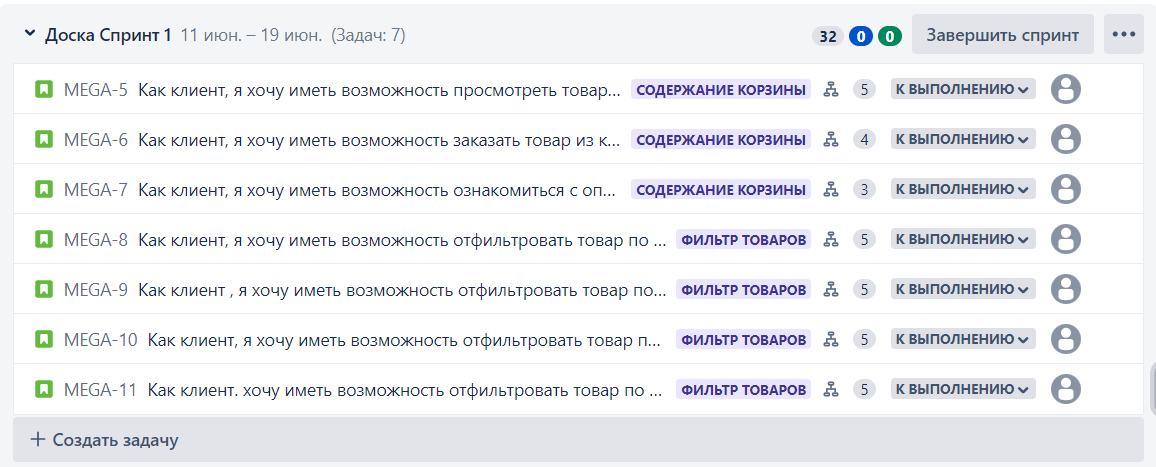 Доска Спринт 1 11 июн. – 19 июн. (Задач: 7) 32 0 0 Завершить спринт
MEGA-5 Как клиент, я хочу иметь возможность просмотреть товар... СОДЕРЖАНИЕ КОРЗИНЫ 5 К ВЫПОЛНЕНИЮ
MEGA-6 Как клиент, я хочу иметь возможность заказать товар из к... СОДЕРЖАНИЕ КОРЗИНЫ 4 К ВЫПОЛНЕНИЮ
MEGA-7 Как клиент, я хочу иметь возможность ознакомиться с оп... СОДЕРЖАНИЕ КОРЗИНЫ 3 К ВЫПОЛНЕНИЮ
MEGA-8 Как клиент, я хочу иметь возможность отфильтровать товар по ... ФИЛЬТР ТОВАРОВ 5 К ВЫПОЛНЕНИЮ
MEGA-9 Как клиент , я хочу иметь возможность отфильтровать товар по... ФИЛЬТР ТОВАРОВ 5 К ВЫПОЛНЕНИЮ
MEGA-10 Как клиент, я хочу иметь возможность отфильтровать товар п... ФИЛЬТР ТОВАРОВ 5 К ВЫПОЛНЕНИЮ
MEGA-11 Как клиент. хочу иметь возможность отфильтровать товар по ... ФИЛЬТР ТОВАРОВ 5 К ВЫПОЛНЕНИЮ
+ Создать задачу